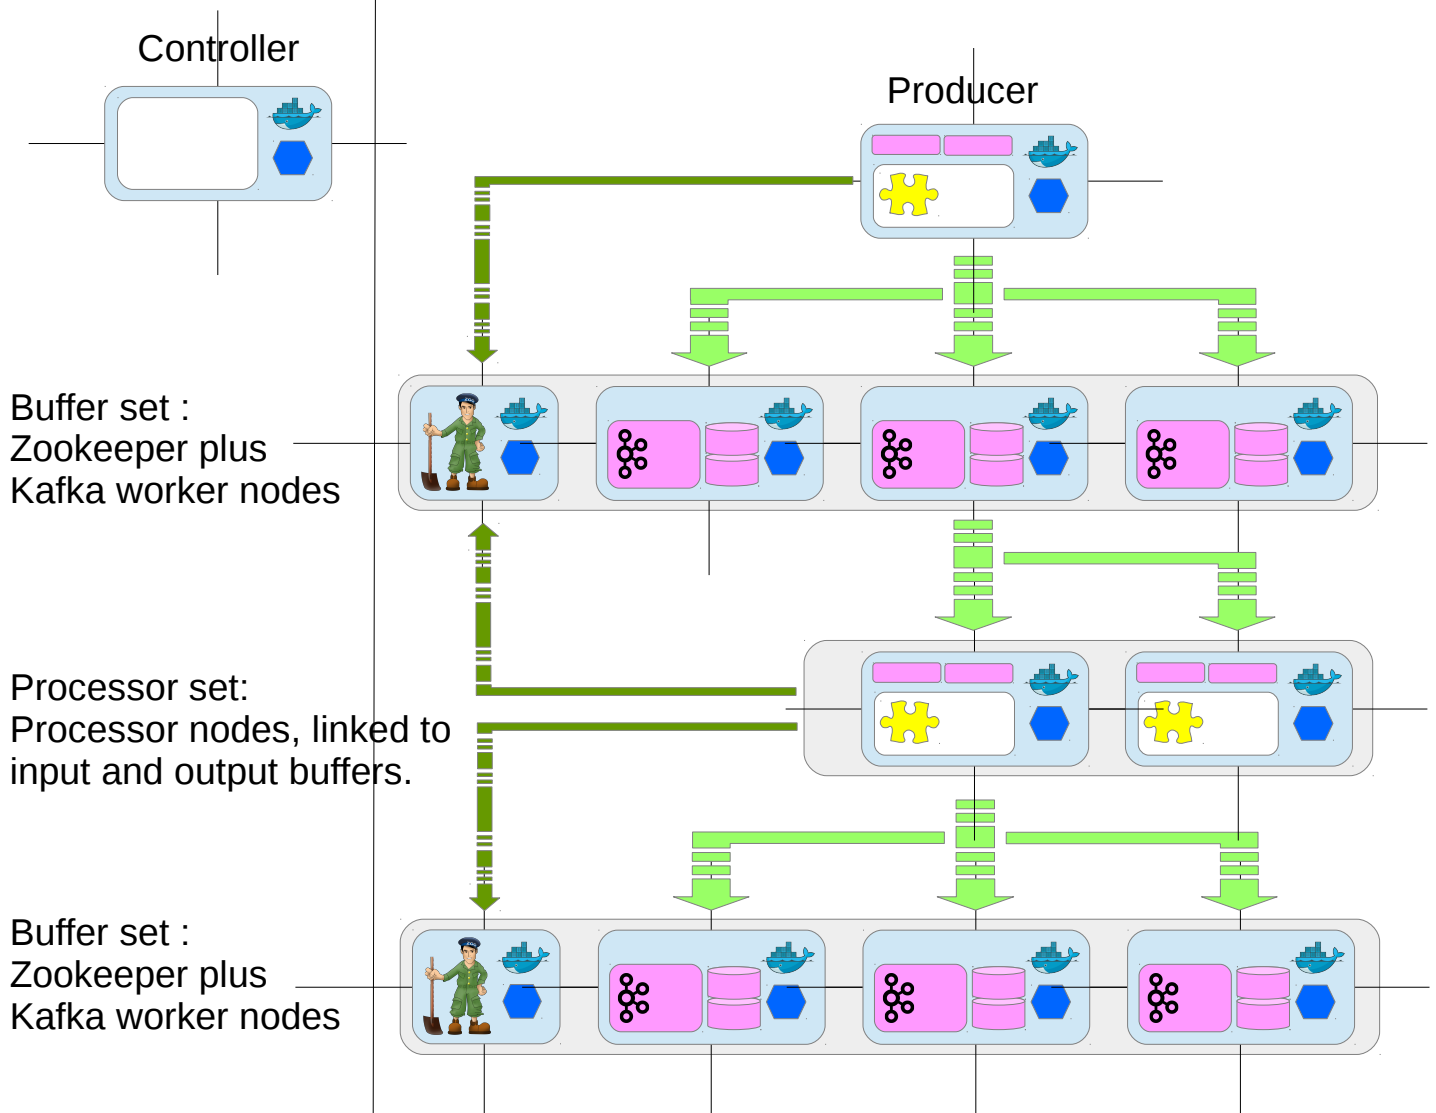 Controller
Producer
Buffer set :
Zookeeper plus
Kafka worker nodes
Processor set:
Processor nodes, linked to
input and output buffers.
Buffer set :
Zookeeper plus
Kafka worker nodes